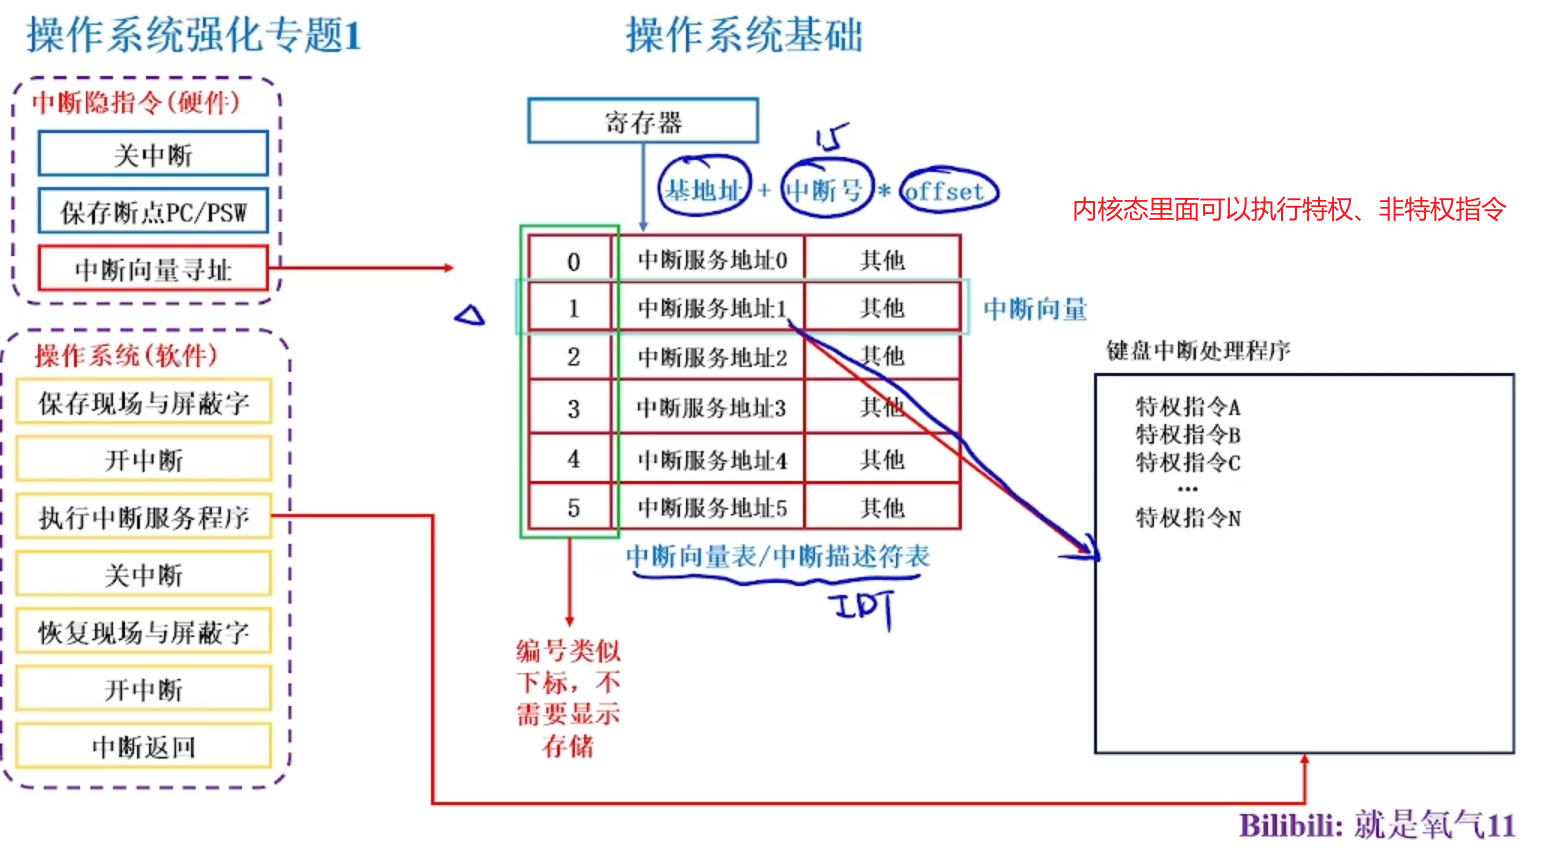 操作系统强化专题1
操作系统基础
中断隐指令(硬件)
关中断
保存断点PC/PSW
中断向量寻址
操作系统(软件)
保存现场与屏蔽字
开中断
执行中断服务程序
关中断
恢复现场与屏蔽字
开中断
中断返回
寄存器
15
基地址 + 中断号 * offset
0 中断服务地址0 其他
1 中断服务地址1 其他
2 中断服务地址2 其他
3 中断服务地址3 其他
4 中断服务地址4 其他
5 中断服务地址5 其他
中断向量
中断向量表/中断描述符表
IDT
编号类似
下标，不
需要显示
存储
内核态里面可以执行特权、非特权指令
键盘中断处理程序
特权指令A
特权指令B
特权指令C
...
特权指令N
Bilibili: 就是氧气11